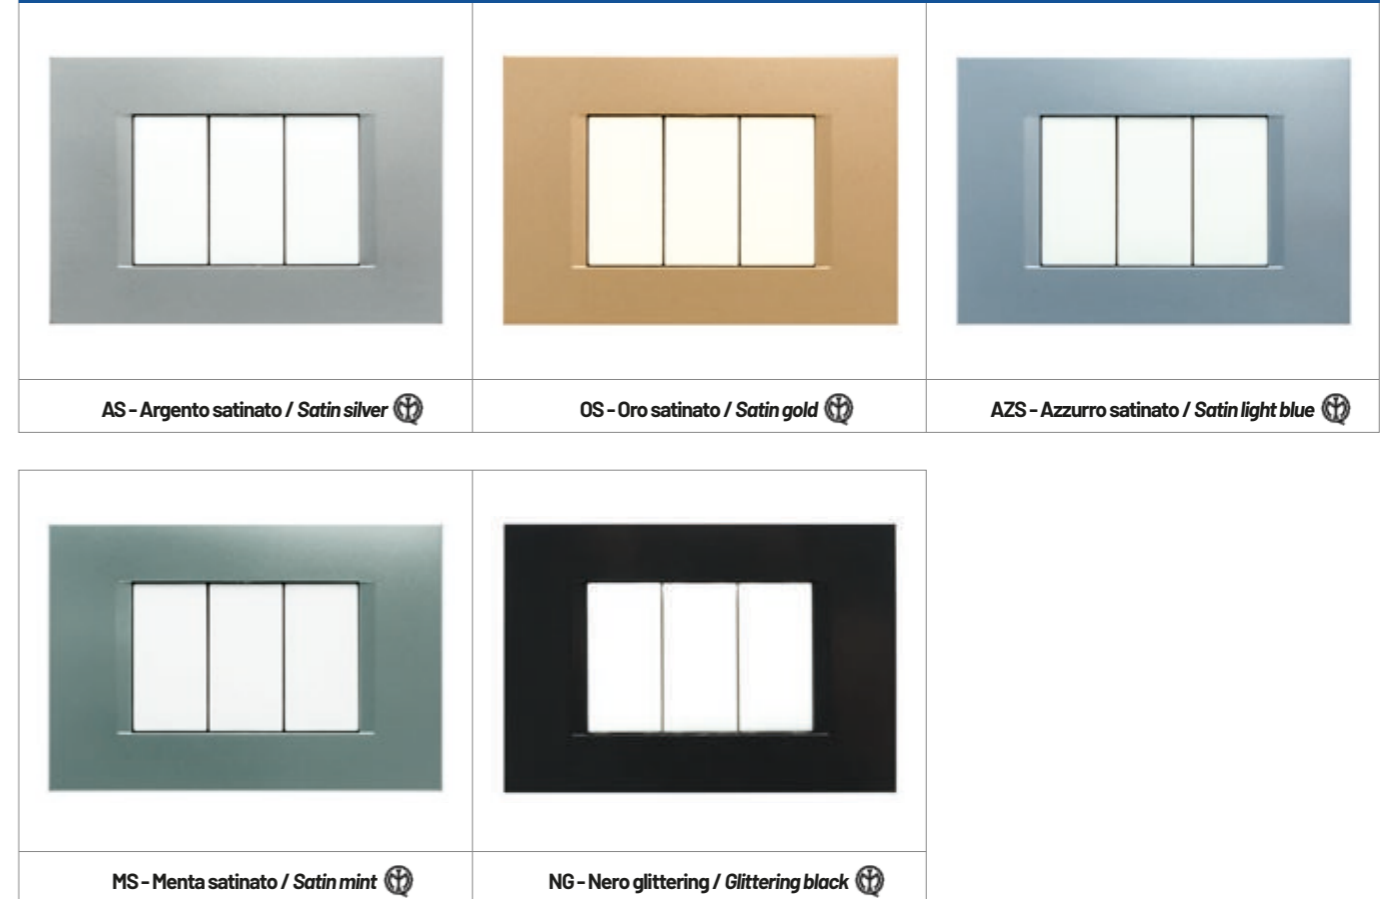 AS - Argento satinato / Satin silver
OS - Oro satinato / Satin gold
AZS - Azzurro satinato / Satin light blue
MS - Menta satinato / Satin mint
NG - Nero glittering / Glittering black